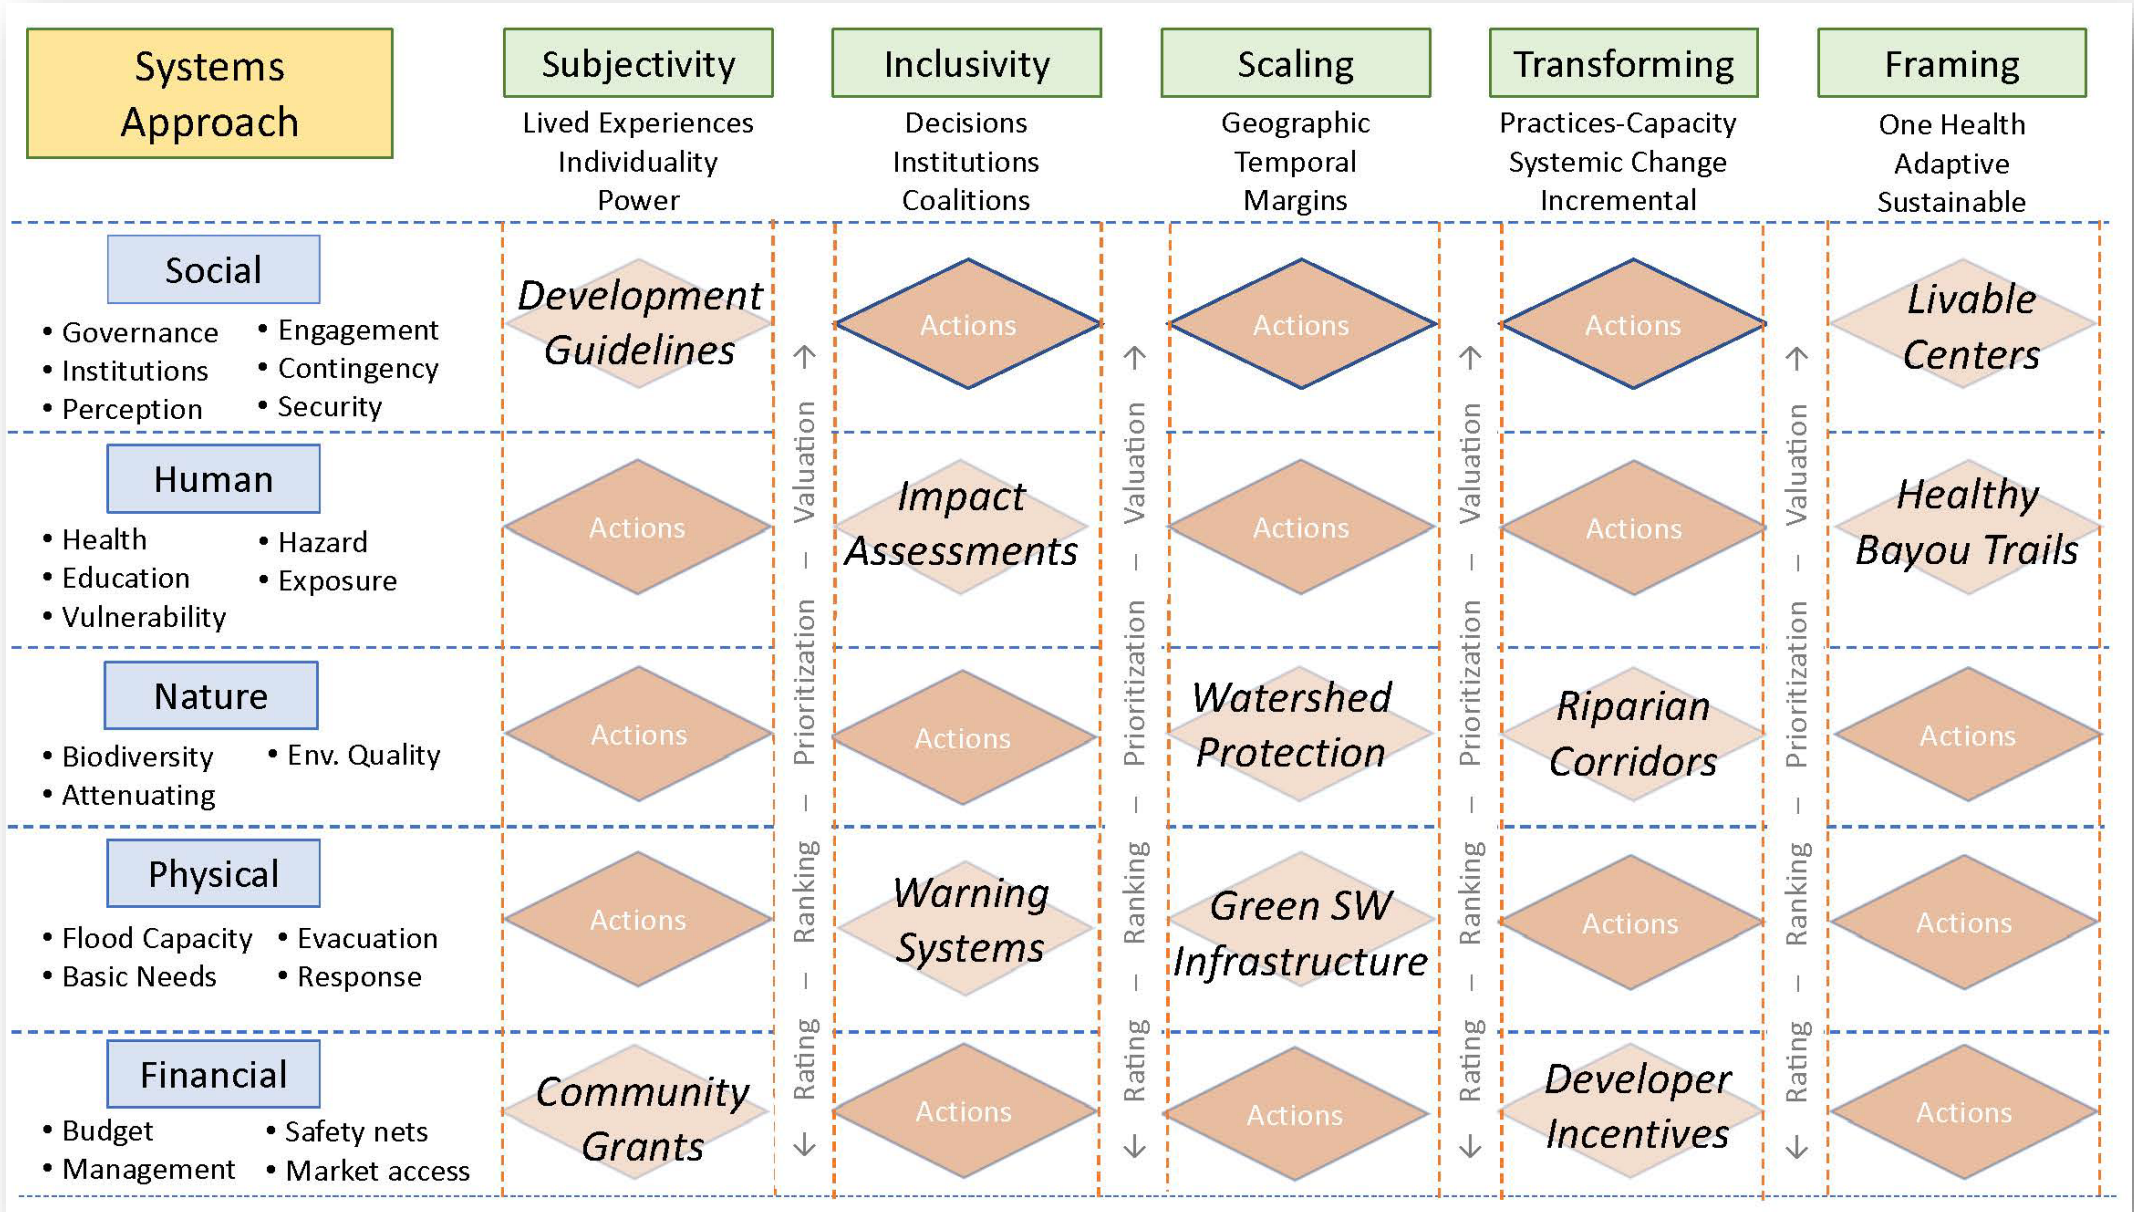 Systems
Approach
Subjectivity
Lived Experiences
Individuality
Power
Inclusivity
Decisions
Institutions
Coalitions
Scaling
Geographic
Temporal
Margins
Transforming
Practices-Capacity
Systemic Change
Incremental
Framing
One Health
Adaptive
Sustainable
Social
• Governance
• Institutions
• Perception
• Engagement
• Contingency
• Security
Development
Guidelines
Actions
Actions
Actions
Livable
Centers
Human
• Health
• Education
• Vulnerability
• Hazard
• Exposure
Actions
Impact
Assessments
Actions
Actions
Healthy
Bayou Trails
Nature
• Biodiversity
• Attenuating
• Env. Quality
Actions
Actions
Watershed
Protection
Riparian
Corridors
Actions
Physical
• Flood Capacity
• Basic Needs
• Evacuation
• Response
Actions
Warning
Systems
Green SW
Infrastructure
Actions
Actions
Financial
• Budget
• Management
• Safety nets
• Market access
Community
Grants
Actions
Actions
Developer
Incentives
Actions
← Rating – Ranking – Prioritization – Valuation →
← Rating – Ranking – Prioritization – Valuation →
← Rating – Ranking – Prioritization – Valuation →
← Rating – Ranking – Prioritization – Valuation →